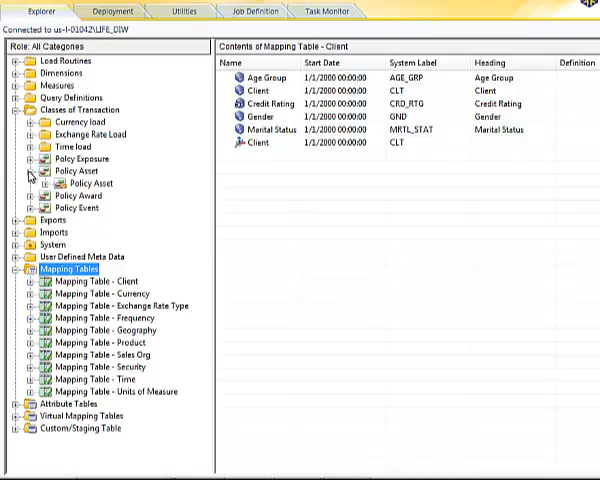 Explorer Deployment Utilities Job Definition Task Monitor
Connected to us-l-01042\LIFE_DIW
Role: All Categories
Load Routines
Dimensions
Measures
Query Definitions
Classes of Transaction
Currency load
Exchange Rate Load
Time load
Polcy Exposure
Policy Asset
Policy Asset
Policy Award
Policy Event
Exports
Imports
System
User Defined Meta Data
Mapping Tables
Mapping Table - Client
Mapping Table - Currency
Mapping Table - Exchange Rate Type
Mapping Table - Frequency
Mapping Table - Geography
Mapping Table - Product
Mapping Table - Sales Org
Mapping Table - Security
Mapping Table - Time
Mapping Table - Units of Measure
Attribute Tables
Virtual Mapping Tables
Custom/Staging Table
Contents of Mapping Table - Client
Name Start Date System Label Heading Definition
Age Group 1/1/2000 00:00:00 AGE_GRP Age Group
Client 1/1/2000 00:00:00 CLT Client
Credit Rating 1/1/2000 00:00:00 CRD_RTG Credit Rating
Gender 1/1/2000 00:00:00 GND Gender
Marital Status 1/1/2000 00:00:00 MRTL_STAT Marital Status
Client 1/1/2000 00:00:00 CLT